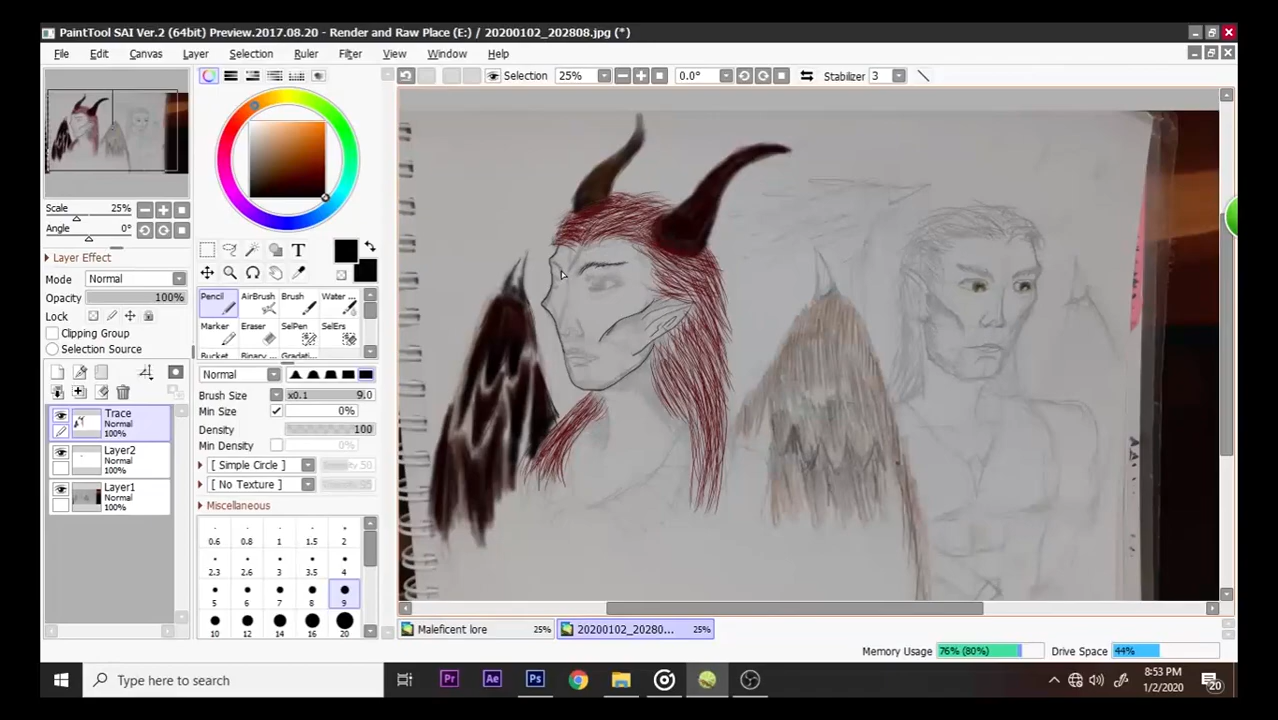 PaintTool SAI Ver.2 (64bit) Preview.2017.08.20 - Render and Raw Place (E:) / 20200102_202808.jpg (*)
File Edit Canvas Layer Selection Ruler Filter View Window Help
Selection 25% 0.0° Stabilizer 3
Scale 25%
Angle 0°
Layer Effect
Mode Normal
Opacity 100%
Lock
Clipping Group
Selection Source
Trace
Normal
100%
Layer2
Normal
100%
Layer1
Normal
100%
T
Pencil AirBrush Brush Water ...
Marker Eraser SelPen SelErs
Bucket Binary ... Gradati...
Normal
Brush Size x0.1 9.0
Min Size 0%
Density 100
Min Density 0%
[ Simple Circle ] 50
[ No Texture ]
Miscellaneous
0.6 0.8 1 1.5 2
2.3 2.6 3 3.5 4
5 6 7 8 9
10 12 14 16 20
Maleficent lore 25% 20200102_20280... 25%
Memory Usage 76% (80%) Drive Space 44%
Type here to search
Pr Ae Ps
8:53 PM
1/2/2020
20